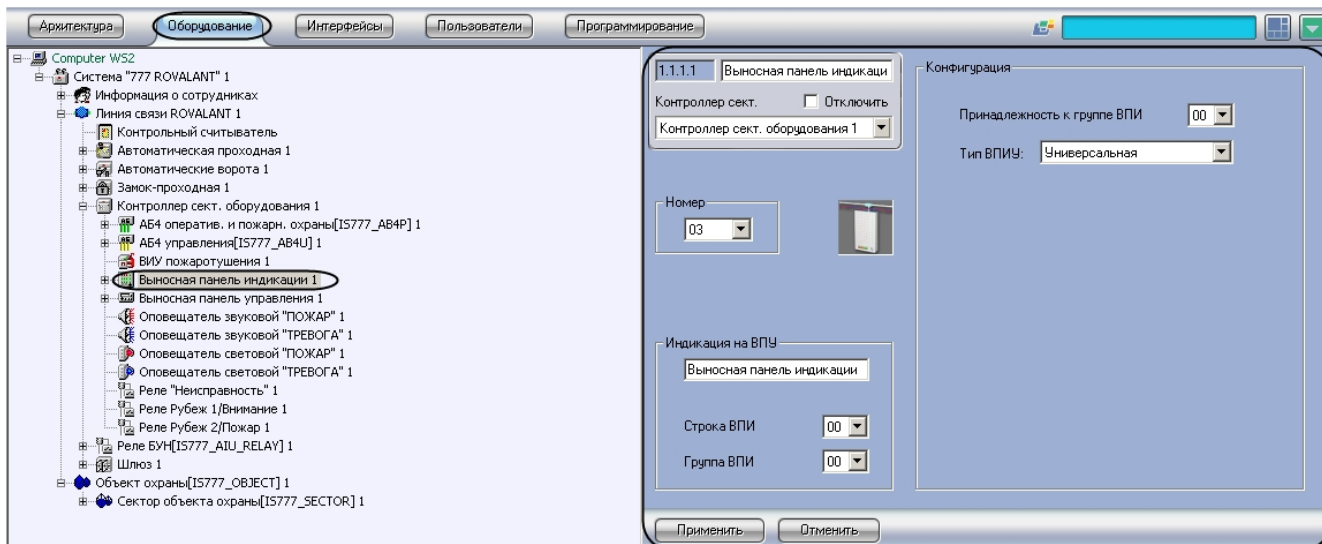 Архитектура Оборудование Интерфейсы Пользователи Программирование
Computer WS2
Система "777 ROVALANT" 1
Информация о сотрудниках
Линия связи ROVALANT 1
Контрольный считыватель
Автоматическая проходная 1
Автоматические ворота 1
Замок-проходная 1
Контроллер сект. оборудования 1
АБ4 оператив. и пожарн. охраны[IS777_AB4P] 1
АБ4 управления[IS777_AB4U] 1
ВИУ пожаротушения 1
Выносная панель индикации 1
Выносная панель управления 1
Оповещатель звуковой "ПОЖАР" 1
Оповещатель звуковой "ТРЕВОГА" 1
Оповещатель световой "ПОЖАР" 1
Оповещатель световой "ТРЕВОГА" 1
Реле "Неисправность" 1
Реле Рубеж 1/Внимание 1
Реле Рубеж 2/Пожар 1
Реле БУН[IS777_AIU_RELAY] 1
Шлюз 1
Объект охраны[IS777_OBJECT] 1
Сектор объекта охраны[IS777_SECTOR] 1
1.1.1.1 Выносная панель индикаци
Контроллер сект. Отключить
Контроллер сект. оборудования 1
Номер
03
Индикация на ВПУ
Выносная панель индикации
Строка ВПИ 00
Группа ВПИ 00
Конфигурация
Принадлежность к группе ВПИ 00
Тип ВПИУ: Универсальная
Применить Отменить